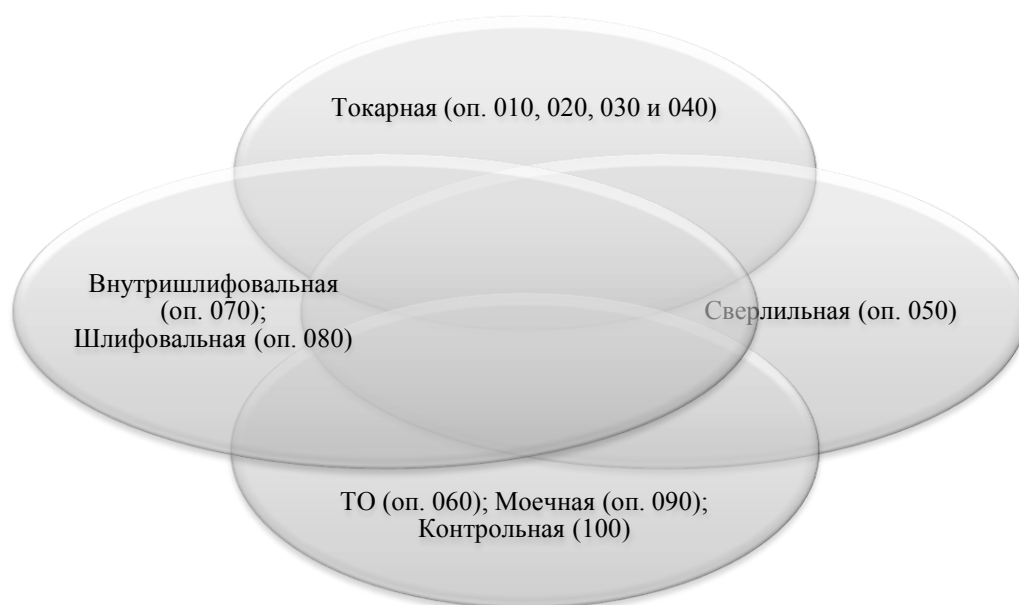 Токарная (оп. 010, 020, 030 и 040)
Внутришлифовальная
(оп. 070);
Шлифовальная (оп. 080)
Сверлильная (оп. 050)
ТО (оп. 060); Моечная (оп. 090);
Контрольная (100)